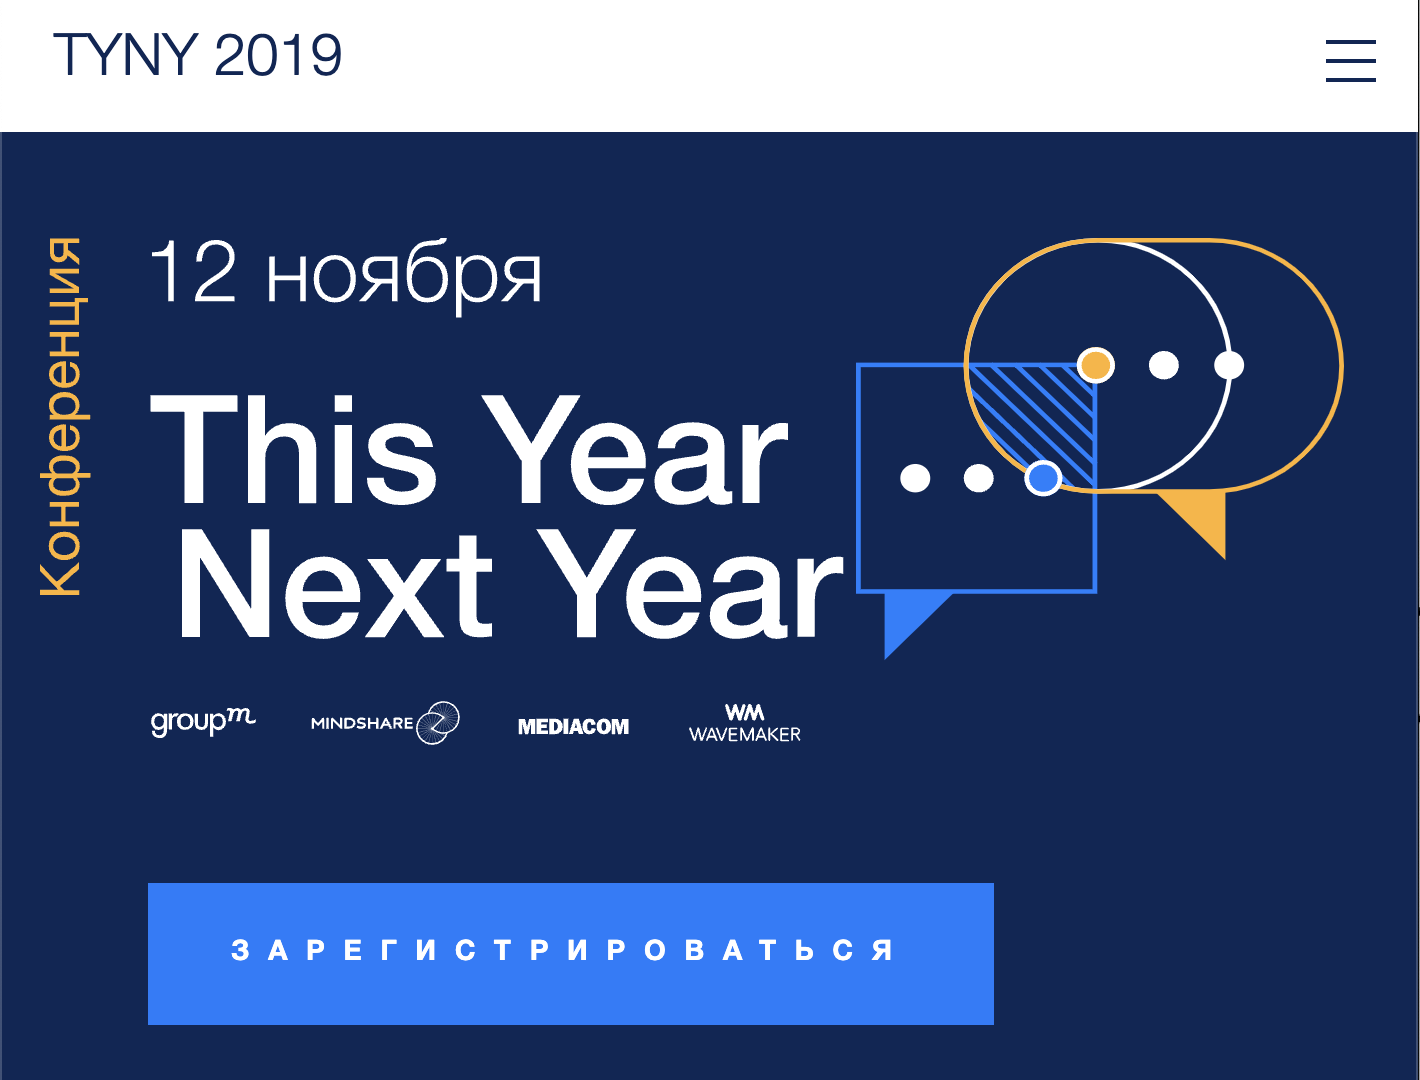 TYNY 2019
Конференция
12 ноября
This Year
Next Year
groupm
MINDSHARE
MEDIACOM
WM
WAVEMAKER
ЗАРЕГИСТРИРОВАТЬСЯ